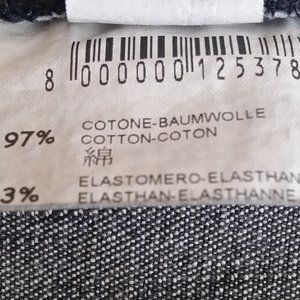 8 000000 125378
97% COTONE-BAUMWOLLE
COTTON-COTON
綿
3% ELASTOMERO-ELASTHAN
ELASTHAN-ELASTHANNE